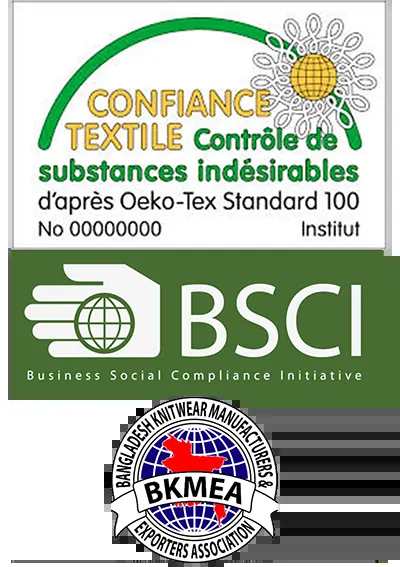 CONFIANCE
TEXTILE Contrôle de
substances indésirables
d'après Oeko-Tex Standard 100
No 00000000 Institut
BSCI
Business Social Compliance Initiative
BANGLADESH KNITWEAR MANUFACTURERS &
BKMEA
EXPORTERS ASSOCIATION